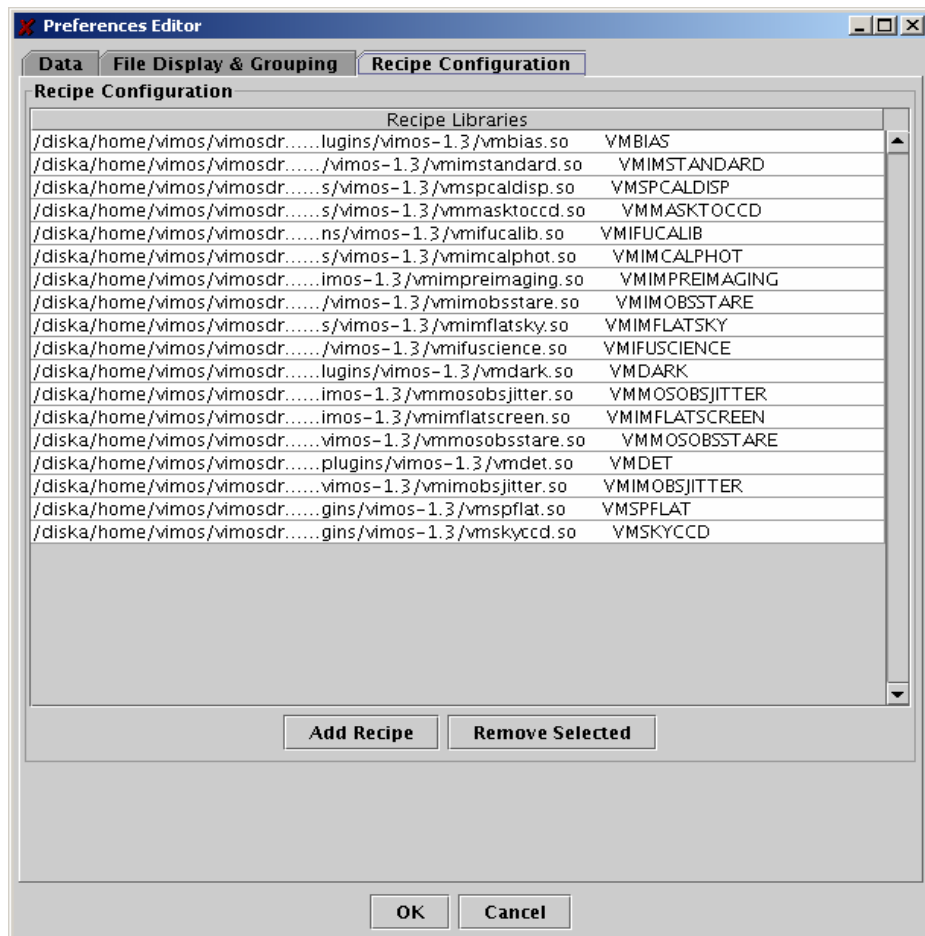 Preferences Editor
Data File Display & Grouping Recipe Configuration
Recipe Configuration
Recipe Libraries
/diska/home/vimos/vimosdr......lugins/vimos-1.3/vmbias.so VMBIAS
/diska/home/vimos/vimosdr....../vimos-1.3/vmimstandard.so VMIMSTANDARD
/diska/home/vimos/vimosdr......s/vimos-1.3/vmspcaldisp.so VMSPCALDISP
/diska/home/vimos/vimosdr......s/vimos-1.3/vmmasktoccd.so VMMASKTOCCD
/diska/home/vimos/vimosdr......ns/vimos-1.3/vmifucalib.so VMIFUCALIB
/diska/home/vimos/vimosdr......s/vimos-1.3/vmimcalphot.so VMIMCALPHOT
/diska/home/vimos/vimosdr......imos-1.3/vmimpreimaging.so VMIMPREIMAGING
/diska/home/vimos/vimosdr....../vimos-1.3/vmimobsstare.so VMIMOBSSTARE
/diska/home/vimos/vimosdr......s/vimos-1.3/vmimflatsky.so VMIMFLATSKY
/diska/home/vimos/vimosdr....../vimos-1.3/vmifuscience.so VMIFUSCIENCE
/diska/home/vimos/vimosdr......lugins/vimos-1.3/vmdark.so VMDARK
/diska/home/vimos/vimosdr......imos-1.3/vmmosobsjitter.so VMMOSOBSJITTER
/diska/home/vimos/vimosdr......imos-1.3/vmimflatscreen.so VMIMFLATSCREEN
/diska/home/vimos/vimosdr......vimos-1.3/vmmosobsstare.so VMMOSOBSSTARE
/diska/home/vimos/vimosdr......plugins/vimos-1.3/vmdet.so VMDET
/diska/home/vimos/vimosdr......vimos-1.3/vmimobsjitter.so VMIMOBSJITTER
/diska/home/vimos/vimosdr......gins/vimos-1.3/vmspflat.so VMSPFLAT
/diska/home/vimos/vimosdr......gins/vimos-1.3/vmskyccd.so VMSKYCCD
Add Recipe Remove Selected
OK Cancel